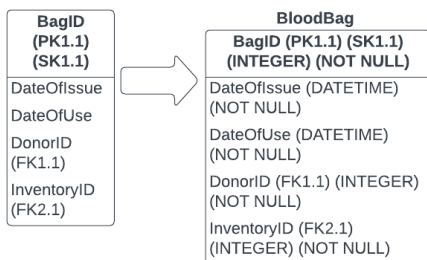 BagID
(PK1.1)
(SK1.1)
DateOfIssue
DateOfUse
DonorID
(FK1.1)
InventoryID
(FK2.1)
BloodBag
BagID (PK1.1) (SK1.1)
(INTEGER) (NOT NULL)
DateOfIssue (DATETIME)
(NOT NULL)
DateOfUse (DATETIME)
(NOT NULL)
DonorID (FK1.1) (INTEGER)
(NOT NULL)
InventoryID (FK2.1)
(INTEGER) (NOT NULL)